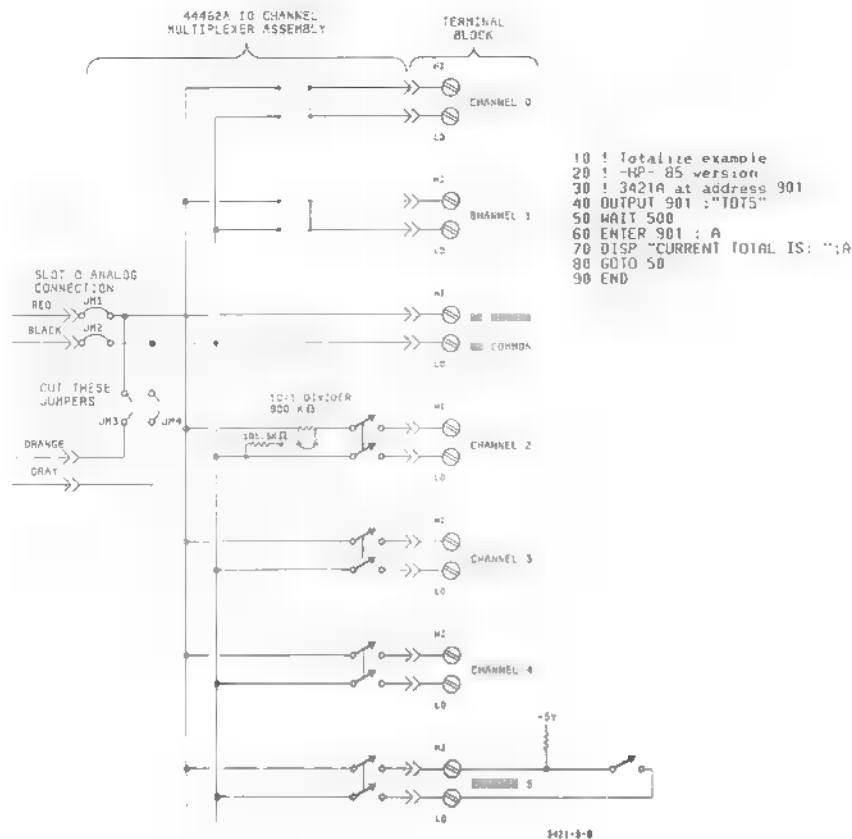 44462A 10 CHANNEL
MULTIPLEXER ASSEMBLY
TERMINAL
BLOCK
HI
CHANNEL 0
LO
HI
CHANNEL 1
LO
10 ! Totalize example
20 ! -HP- 85 version
30 ! 3421A at address 901
40 OUTPUT 901 ;"TOT5"
50 WAIT 500
60 ENTER 901 ; A
70 DISP "CURRENT TOTAL IS: ";A
80 GOTO 50
90 END
SLOT 0 ANALOG
CONNECTION
RED
JM1
BLACK
JM2
HI
LO
COMMON
CUT THESE
JUMPERS
JM3
JM4
ORANGE
GRAY
10:1 DIVIDER
900 KΩ
HI
CHANNEL 2
LO
HI
CHANNEL 3
LO
HI
CHANNEL 4
LO
HI
5
LO